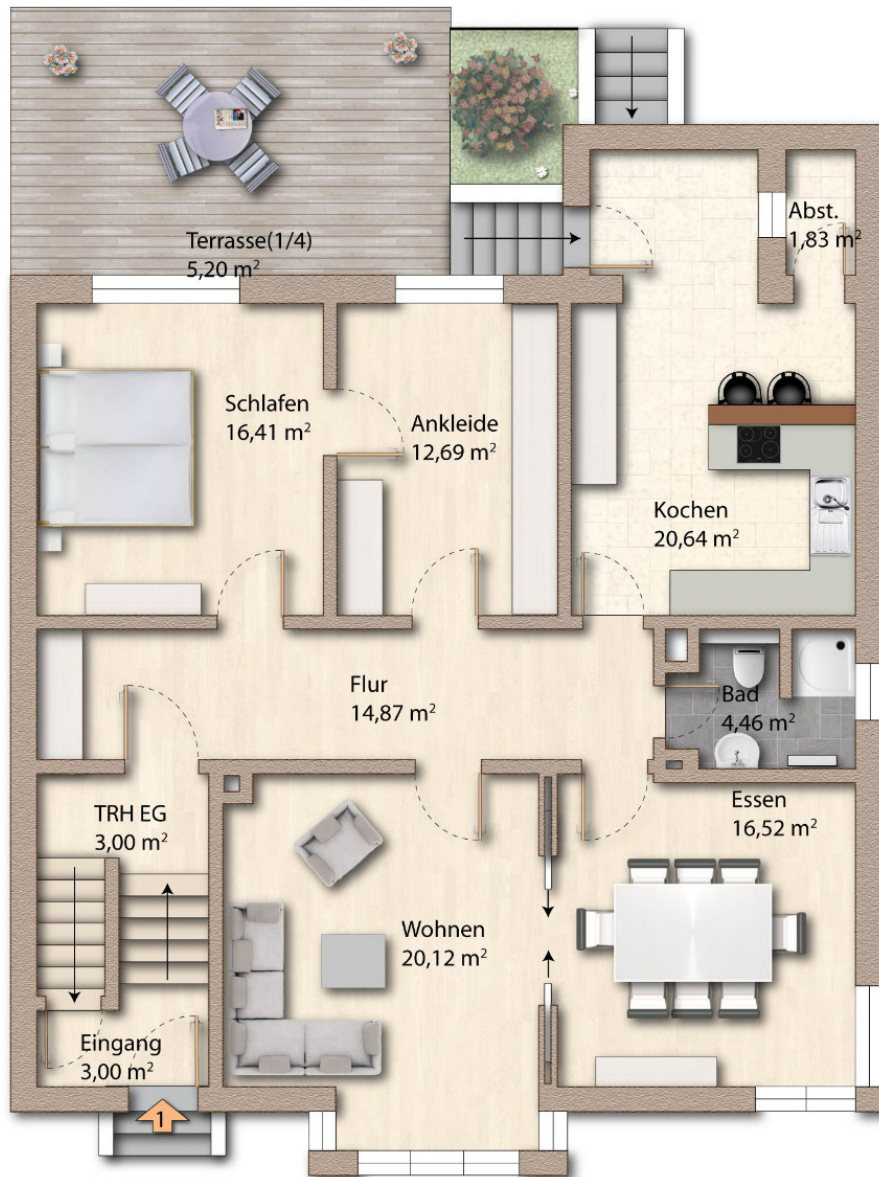 Terrasse(1/4)
5,20 m²
Abst.
1,83 m²
Schlafen
16,41 m²
Ankleide
12,69 m²
Kochen
20,64 m²
Flur
14,87 m²
Bad
4,46 m²
TRH EG
3,00 m²
Essen
16,52 m²
Wohnen
20,12 m²
Eingang
3,00 m²
1